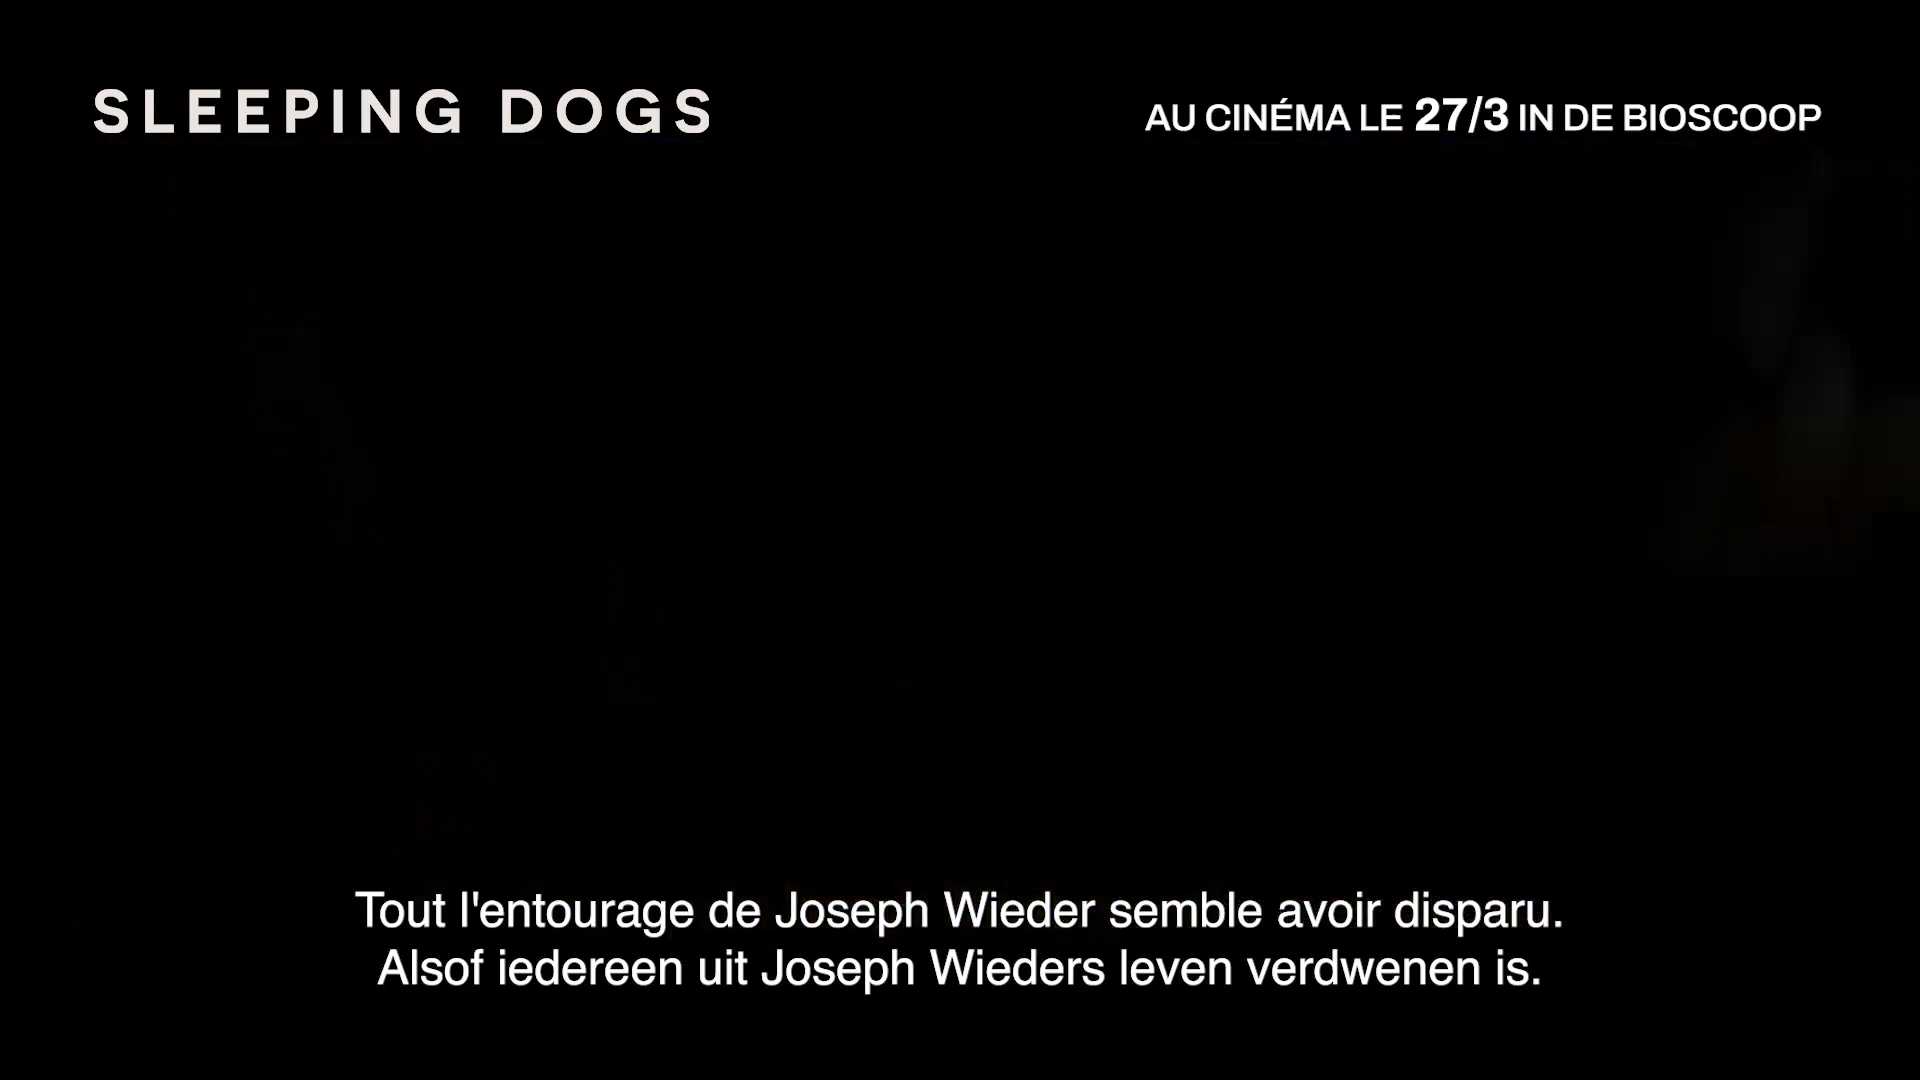 SLEEPING DOGS
AU CINÉMA LE 27/3 IN DE BIOSCOOP
Tout l'entourage de Joseph Wieder semble avoir disparu.
Alsof iedereen uit Joseph Wieders leven verdwenen is.